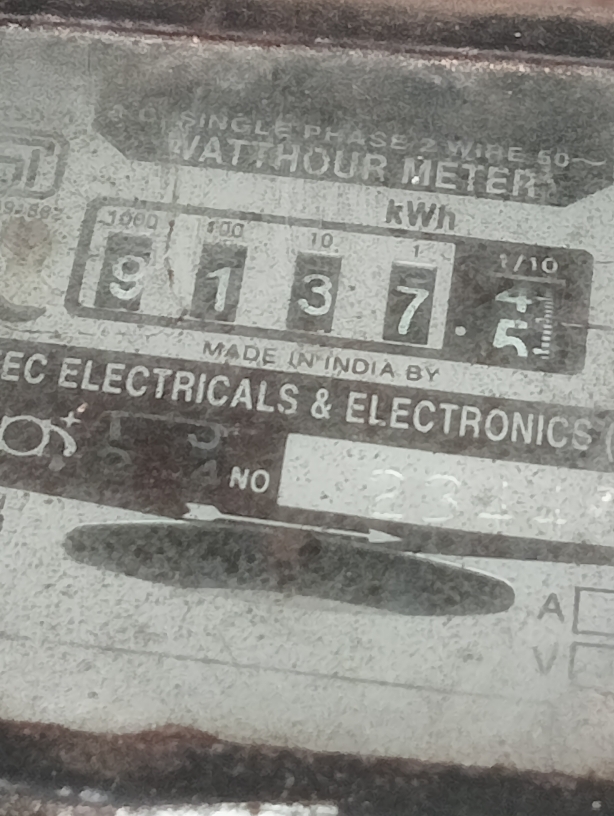 SINGLE PHASE 2 WIRE 50~
WATTHOUR METER
kWh
1000 100 10 1 1/10
9 1 3 7 . 4
5
MADE IN INDIA BY
EC ELECTRICALS & ELECTRONICS (
NO
A
V